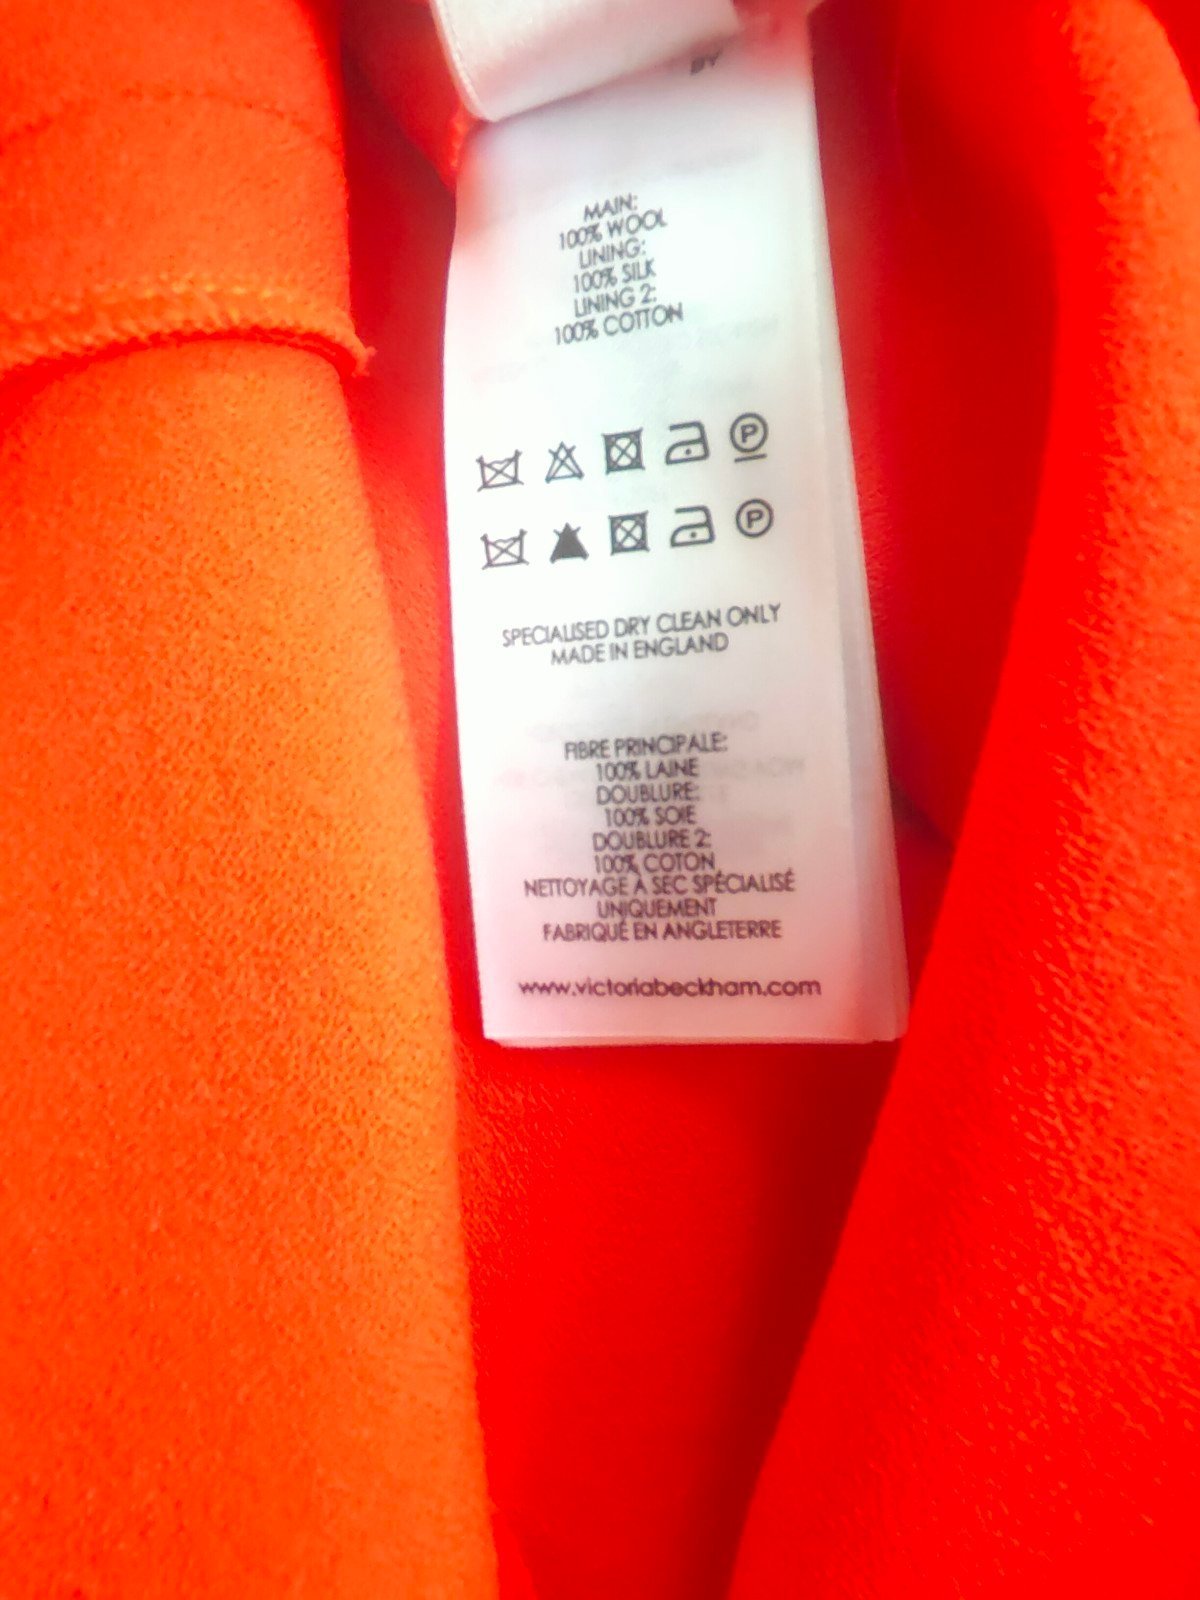 BY
MAIN:
100% WOOL
LINING:
100% SILK
LINING 2:
100% COTTON
P
P
SPECIALISED DRY CLEAN ONLY
MADE IN ENGLAND
FIBRE PRINCIPALE:
100% LAINE
DOUBLURE:
100% SOIE
DOUBLURE 2:
100% COTON
NETTOYAGE À SEC SPÉCIALISÉ
UNIQUEMENT
FABRIQUÉ EN ANGLETERRE
www.victoriabeckham.com